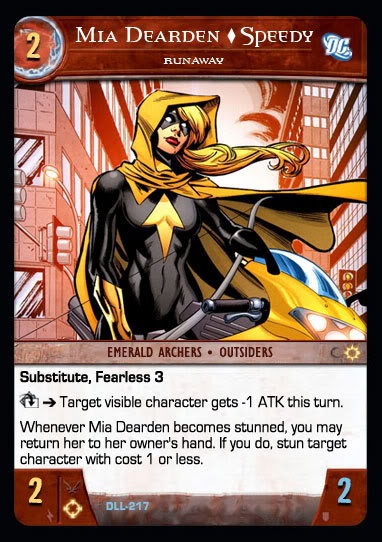 2
Mia Dearden ♦ Speedy
DC
RUNAWAY
EMERALD ARCHERS • OUTSIDERS
C
Substitute, Fearless 3
➔ Target visible character gets -1 ATK this turn.
Whenever Mia Dearden becomes stunned, you may
return her to her owner's hand. If you do, stun target
character with cost 1 or less.
2
DLL-217
2